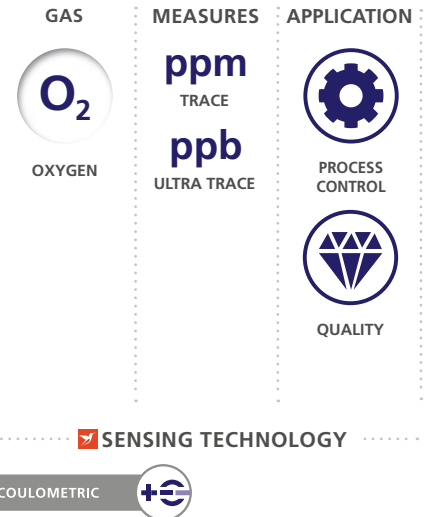 GAS
MEASURES
APPLICATION
O₂
OXYGEN
ppm
TRACE
ppb
ULTRA TRACE
PROCESS
CONTROL
QUALITY
SENSING TECHNOLOGY
COULOMETRIC